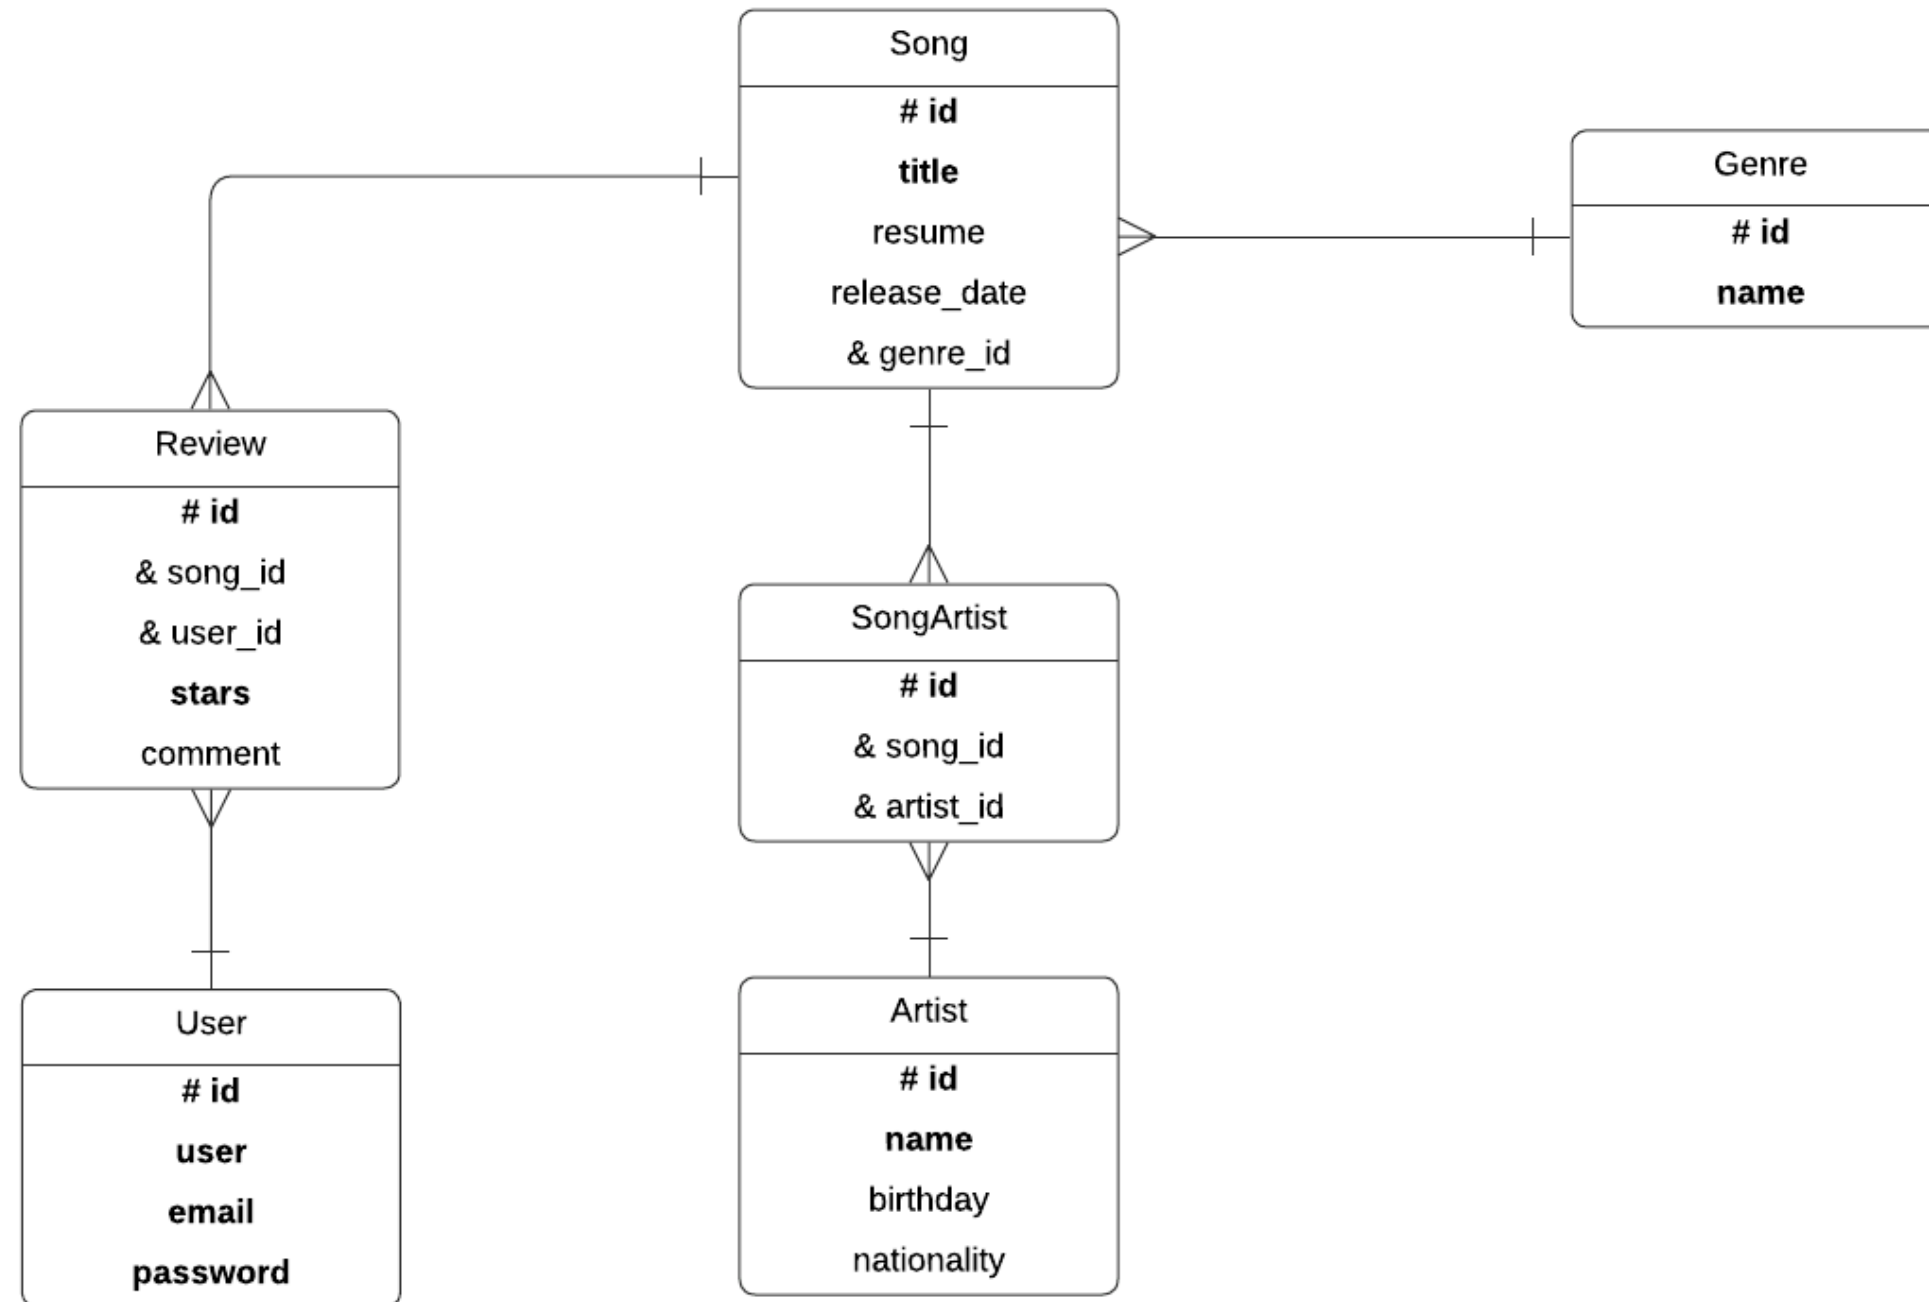 Song
# id
title
resume
release_date
& genre_id
Genre
# id
name
Review
# id
& song_id
& user_id
stars
comment
SongArtist
# id
& song_id
& artist_id
User
# id
user
email
password
Artist
# id
name
birthday
nationality